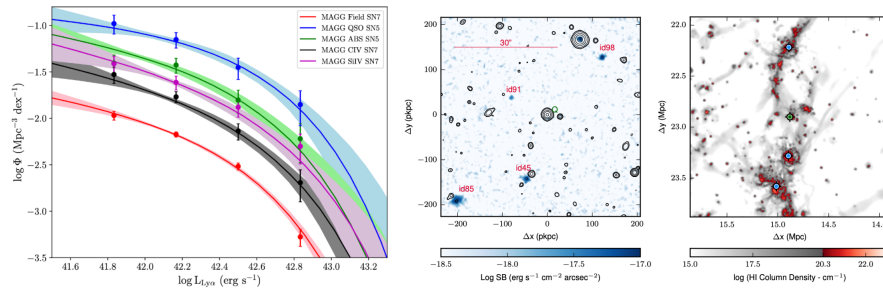 MAGG Field SN7
MAGG QSO SN5
MAGG ABS SN5
MAGG CIV SN7
MAGG SiIV SN7
log Φ (Mpc⁻³ dex⁻¹)
−1.0
−1.5
−2.0
−2.5
−3.0
−3.5
41.6 41.8 42.0 42.2 42.4 42.6 42.8 43.0 43.2
log L_Lyα (erg s⁻¹)
30"
id98
id91
Q
id45
id85
Δy (pkpc)
200
100
0
−100
−200
−200 −100 0 100 200
Δx (pkpc)
−18.5 −18.0 −17.5 −17.0
Log SB (erg s⁻¹ cm⁻² arcsec⁻²)
22.0
22.5
23.0
23.5
15.5 15.0 14.5 14.
Δx (Mpc)
15.0 20.3 22.0
log (HI Column Density - cm⁻¹)